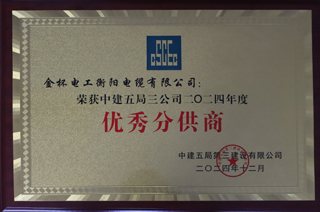 CSCEC
金杯电工衡阳电缆有限公司：
荣获中建五局三公司二〇二四年度
优秀分供商
中建五局第三建设有限公司
二〇二四年十二月